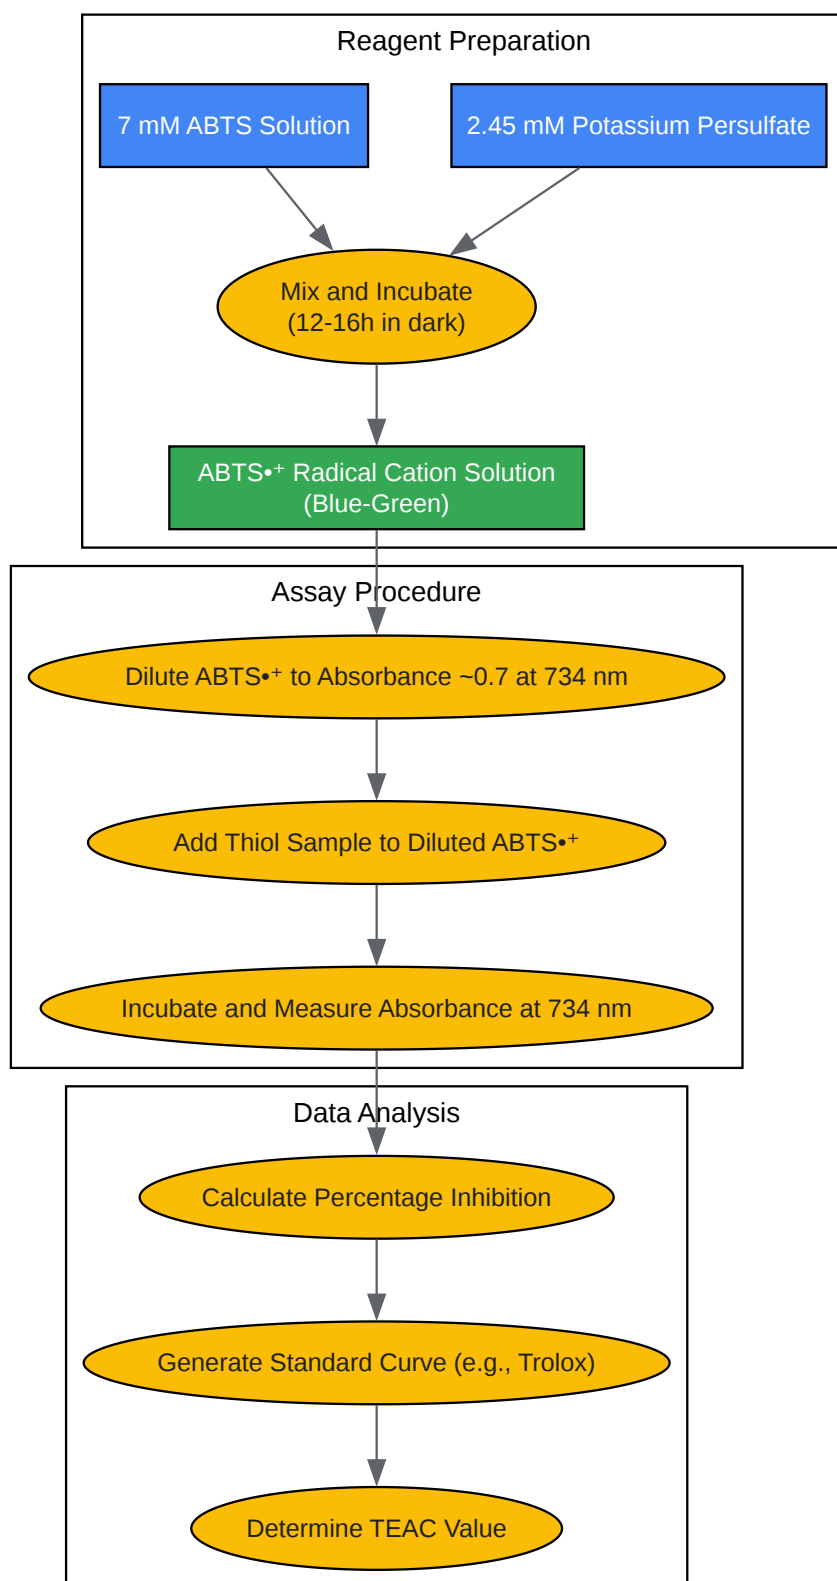 Reagent Preparation
7 mM ABTS Solution
2.45 mM Potassium Persulfate
Mix and Incubate
(12-16h in dark)
ABTS•⁺ Radical Cation Solution
(Blue-Green)
Assay Procedure
Dilute ABTS•⁺ to Absorbance ~0.7 at 734 nm
Add Thiol Sample to Diluted ABTS•⁺
Incubate and Measure Absorbance at 734 nm
Data Analysis
Calculate Percentage Inhibition
Generate Standard Curve (e.g., Trolox)
Determine TEAC Value